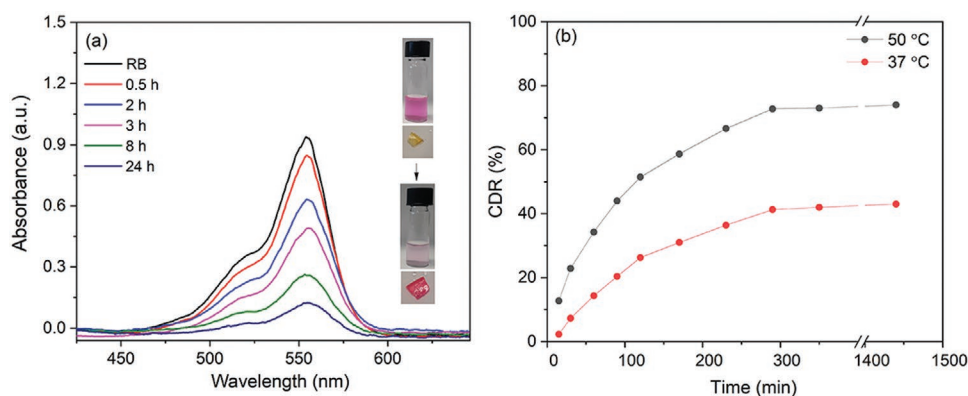 (a)
RB
0.5 h
2 h
3 h
8 h
24 h
1.5
1.2
0.9
0.6
0.3
0.0
Absorbance (a.u.)
450 500 550 600
Wavelength (nm)
(b)
50 °C
37 °C
100
80
60
40
20
0
CDR (%)
0 100 200 300 1400 1500
Time (min)